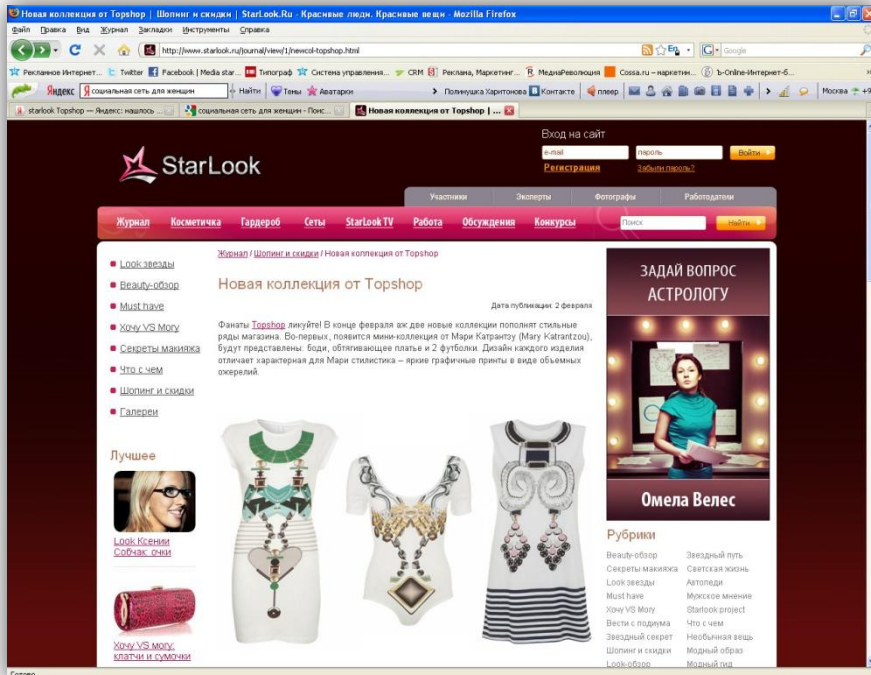 Новая коллекция от Topshop | Шопинг и скидки | StarLook.Ru - Красивые люди. Красивые вещи - Mozilla Firefox
Файл Правка Вид Журнал Закладки Инструменты Справка
http://www.starlook.ru/journal/view/1/newcol-topshop.html
Google
Рекламное Интернет... Twitter Facebook | Media star... Типограф Система управления... CRM Реклама, Маркетинг... МедиаРеволюция Cossa.ru – маркетин... Ъ-Online-Интернет-б...
Яндекс социальная сеть для женщин Найти Темы Аватарки Полинушка Харитонова ВКонтакте плеер Москва +9
starlook Topshop — Яндекс: нашлось ... социальная сеть для женщин - Поис... Новая коллекция от Topshop | ...
Вход на сайт
StarLook
e-mail пароль Войти
Регистрация Забыли пароль?
Участники Эксперты Фотографы Работодатели
Журнал Косметичка Гардероб Сеты StarLook TV Работа Обсуждения Конкурсы Поиск Найти
Журнал / Шопинг и скидки / Новая коллекция от Topshop
Look звезды
Beauty-обзор
Must have
Хочу VS Могу
Секреты макияжа
Что с чем
Шопинг и скидки
Галереи
Лучшее
Look Ксении
Собчак: очки
Хочу VS могу:
клатчи и сумочки
Новая коллекция от Topshop
Дата публикации: 2 февраля
Фанаты Topshop ликуйте! В конце февраля аж две новые коллекции пополнят стильные
ряды магазина. Во-первых, появится мини-коллекция от Мари Катрантзу (Mary Katrantzou),
будут представлены: боди, обтягивающее платье и 2 футболки. Дизайн каждого изделия
отличает характерная для Мари стилистика – яркие графичные принты в виде объемных
ожерелий.
ЗАДАЙ ВОПРОС
АСТРОЛОГУ
Омела Велес
Рубрики
Beauty-обзор Звездный путь
Секреты макияжа Светская жизнь
Look звезды Автоледи
Must have Мужское мнение
Хочу VS Могу Starlook project
Вести с подиума Что с чем
Звездный секрет Необычная вещь
Шопинг и скидки Модный образ
Look-обзор Модный гид
Готово